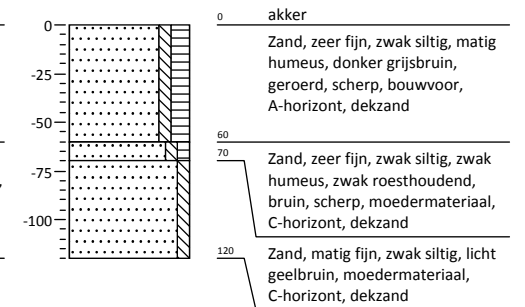 0
-25
-50
-75
-100
0 akker
Zand, zeer fijn, zwak siltig, matig
humeus, donker grijsbruin,
geroerd, scherp, bouwvoor,
A-horizont, dekzand
60
70
Zand, zeer fijn, zwak siltig, zwak
humeus, zwak roesthoudend,
bruin, scherp, moedermateriaal,
C-horizont, dekzand
120
Zand, matig fijn, zwak siltig, licht
geelbruin, moedermateriaal,
C-horizont, dekzand